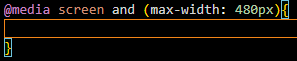 @media screen and (max-width: 480px){
}